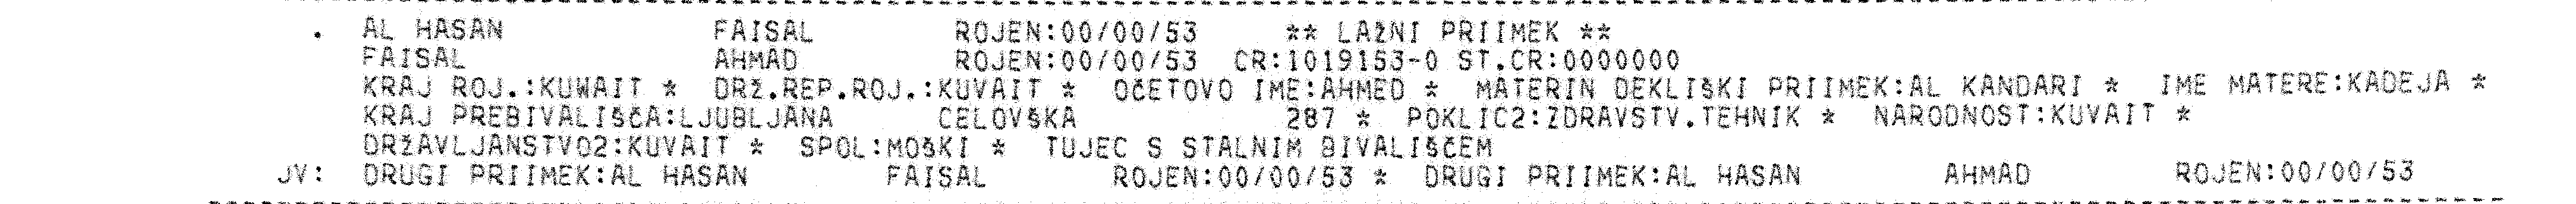 . AL HASAN FAISAL ROJEN:00/00/53 ** LAŽNI PRIIMEK **
FAISAL AHMAD ROJEN:00/00/53 CR:1019153-0 ST.CR:0000000
KRAJ ROJ.:KUWAIT * DRŽ.REP.ROJ.:KUVAIT * OČETOVO IME:AHMED * MATERIN DEKLIŠKI PRIIMEK:AL KANDARI * IME MATERE:KADEJA *
KRAJ PREBIVALIŠČA:LJUBLJANA CELOVŠKA 287 * POKLIC2:ZDRAVSTV.TEHNIK * NARODNOST:KUVAIT *
DRŽAVLJANSTVO2:KUVAIT * SPOL:MOŠKI * TUJEC S STALNIM BIVALIŠČEM
JV: DRUGI PRIIMEK:AL HASAN FAISAL ROJEN:00/00/53 * DRUGI PRIIMEK:AL HASAN AHMAD ROJEN:00/00/53